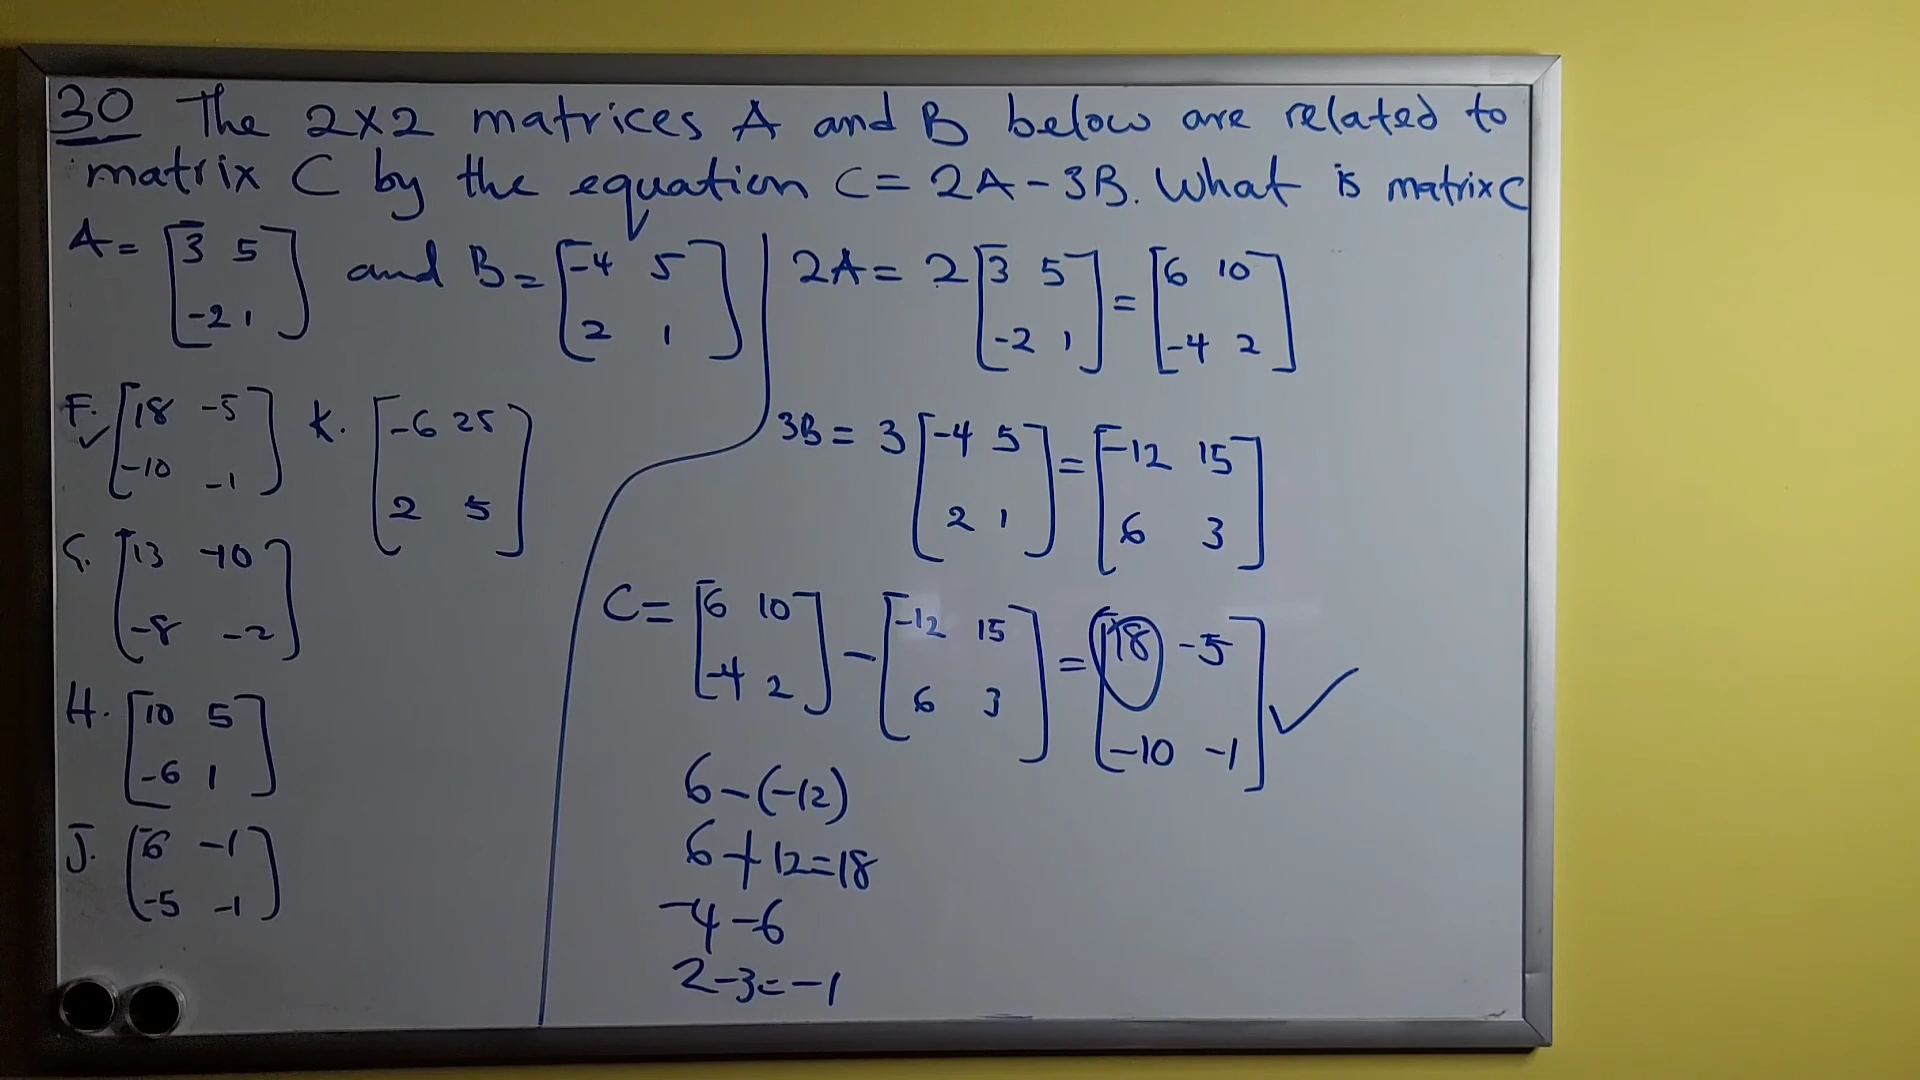 30 The 2x2 matrices A and B below are related to
matrix C by the equation C = 2A - 3B. What is matrix C
A = [3 5
-2 1]
and B = [-4 5
2 1]
F. [18 -5
-10 -1]
K. [-6 25
2 5]
G. [13 -10
-8 -2]
H. [10 5
-6 1]
J. [6 -1
-5 -1]
2A = 2 [3 5
-2 1] = [6 10
-4 2]
3B = 3 [-4 5
2 1] = [-12 15
6 3]
C = [6 10
-4 2] - [-12 15
6 3] = [18 -5
-10 -1] ✓
6-(-12)
6+12=18
-4-6
2-3=-1